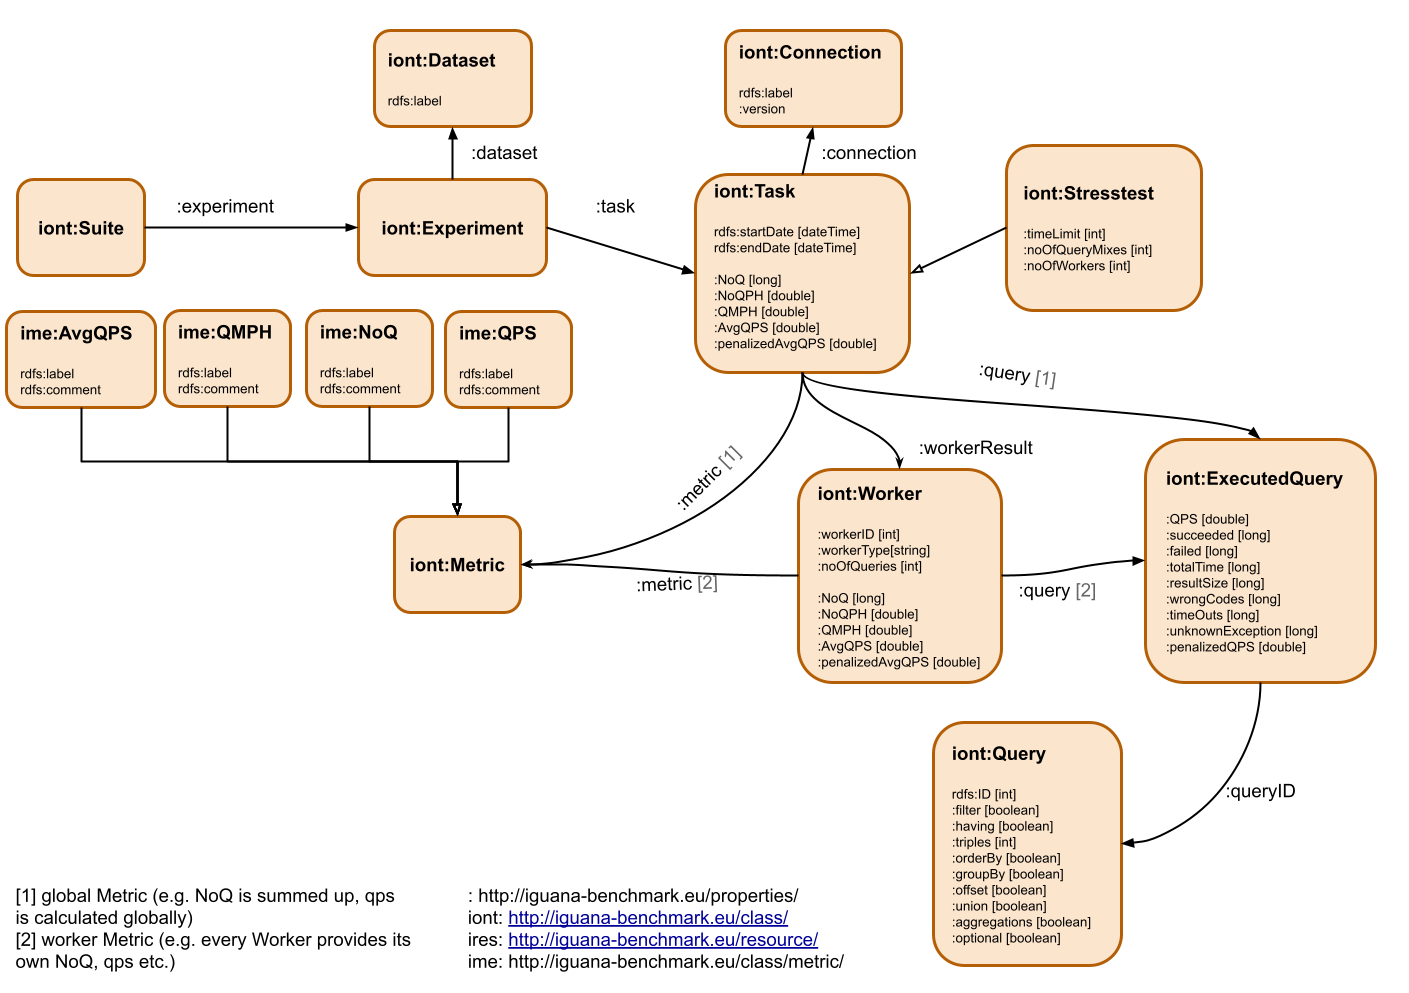 iont:Dataset
rdfs:label
iont:Connection
rdfs:label
:version
:dataset
:connection
iont:Suite
:experiment
iont:Experiment
:task
iont:Task
rdfs:startDate [dateTime]
rdfs:endDate [dateTime]
:NoQ [long]
:NoQPH [double]
:QMPH [double]
:AvgQPS [double]
:penalizedAvgQPS [double]
iont:Stresstest
:timeLimit [int]
:noOfQueryMixes [int]
:noOfWorkers [int]
ime:AvgQPS
rdfs:label
rdfs:comment
ime:QMPH
rdfs:label
rdfs:comment
ime:NoQ
rdfs:label
rdfs:comment
ime:QPS
rdfs:label
rdfs:comment
:query [1]
:metric [1]
:workerResult
iont:Metric
:metric [2]
iont:Worker
:workerID [int]
:workerType[string]
:noOfQueries [int]
:NoQ [long]
:NoQPH [double]
:QMPH [double]
:AvgQPS [double]
:penalizedAvgQPS [double]
:query [2]
iont:ExecutedQuery
:QPS [double]
:succeeded [long]
:failed [long]
:totalTime [long]
:resultSize [long]
:wrongCodes [long]
:timeOuts [long]
:unknownException [long]
:penalizedQPS [double]
:queryID
iont:Query
rdfs:ID [int]
:filter [boolean]
:having [boolean]
:triples [int]
:orderBy [boolean]
:groupBy [boolean]
:offset [boolean]
:union [boolean]
:aggregations [boolean]
:optional [boolean]
[1] global Metric (e.g. NoQ is summed up, qps
is calculated globally)
[2] worker Metric (e.g. every Worker provides its
own NoQ, qps etc.)
: http://iguana-benchmark.eu/properties/
iont: http://iguana-benchmark.eu/class/
ires: http://iguana-benchmark.eu/resource/
ime: http://iguana-benchmark.eu/class/metric/